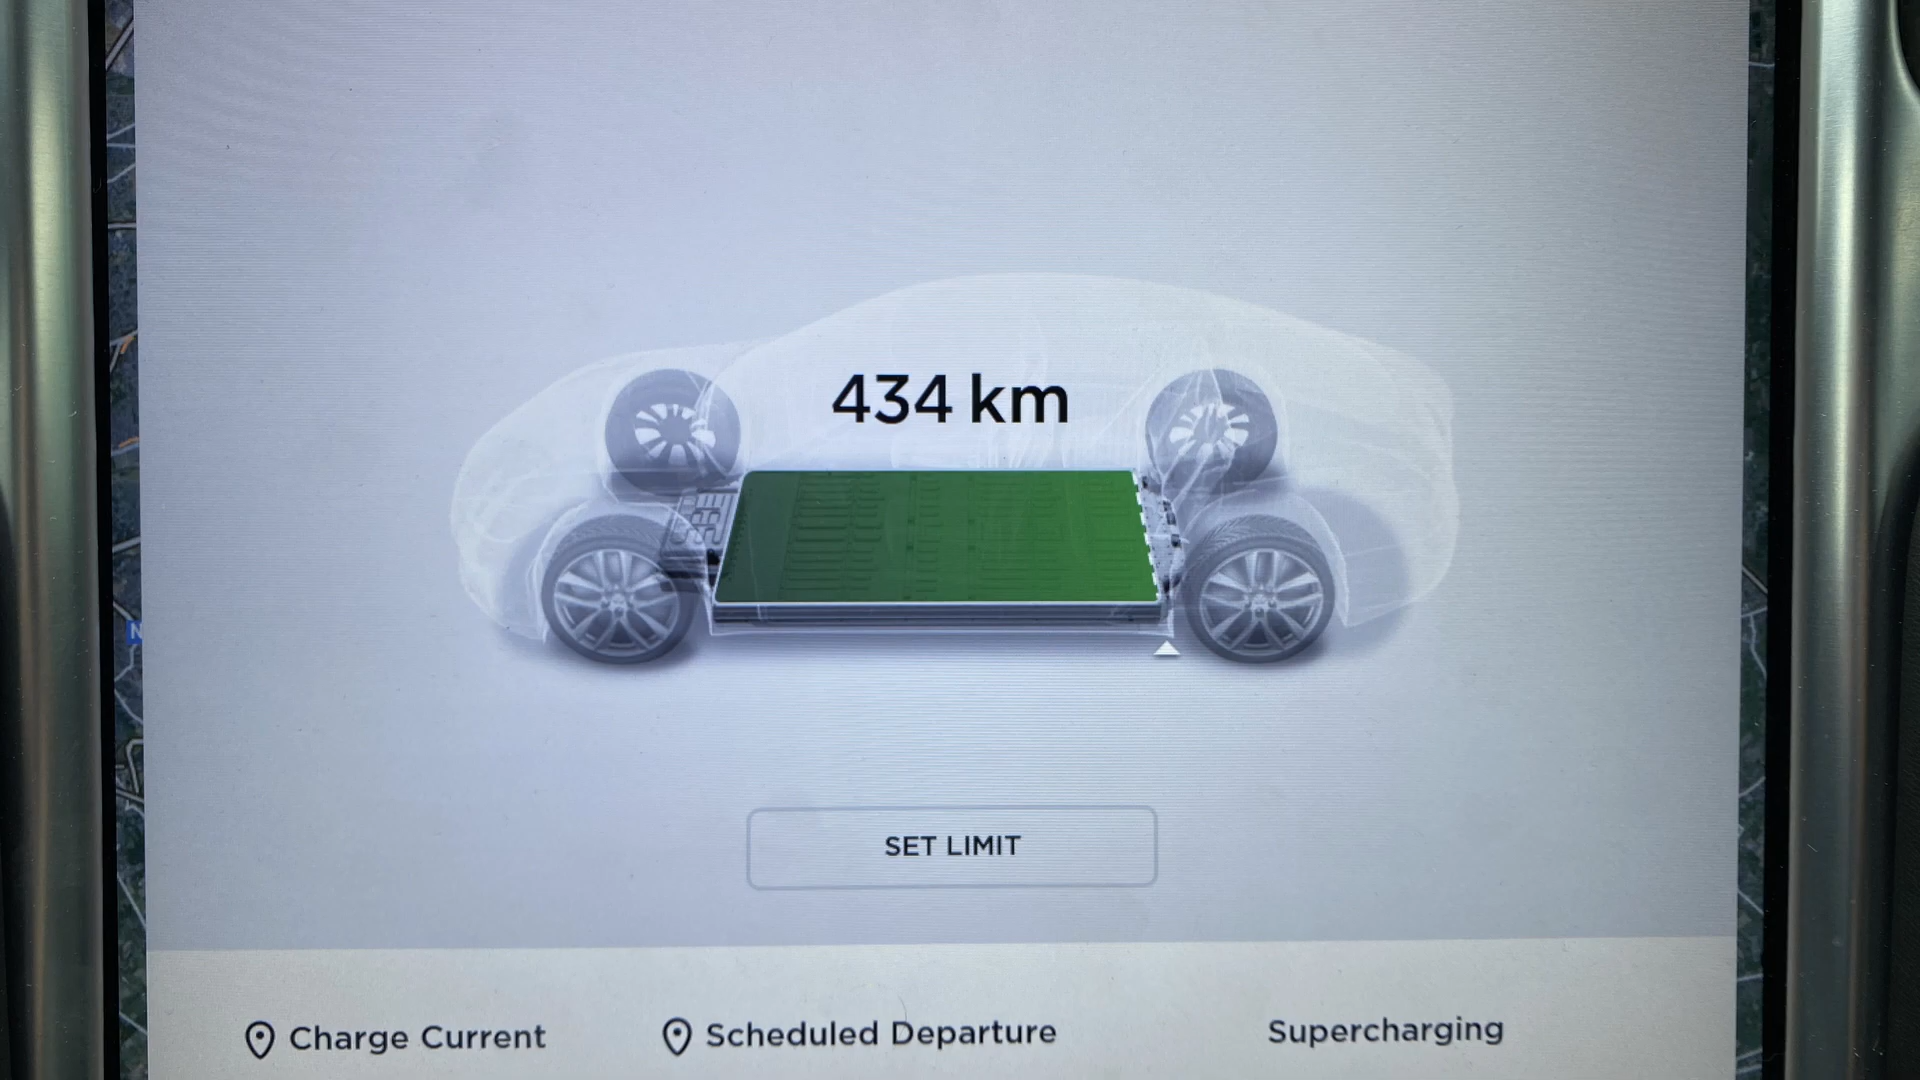 434 km
SET LIMIT
Charge Current
Scheduled Departure
Supercharging